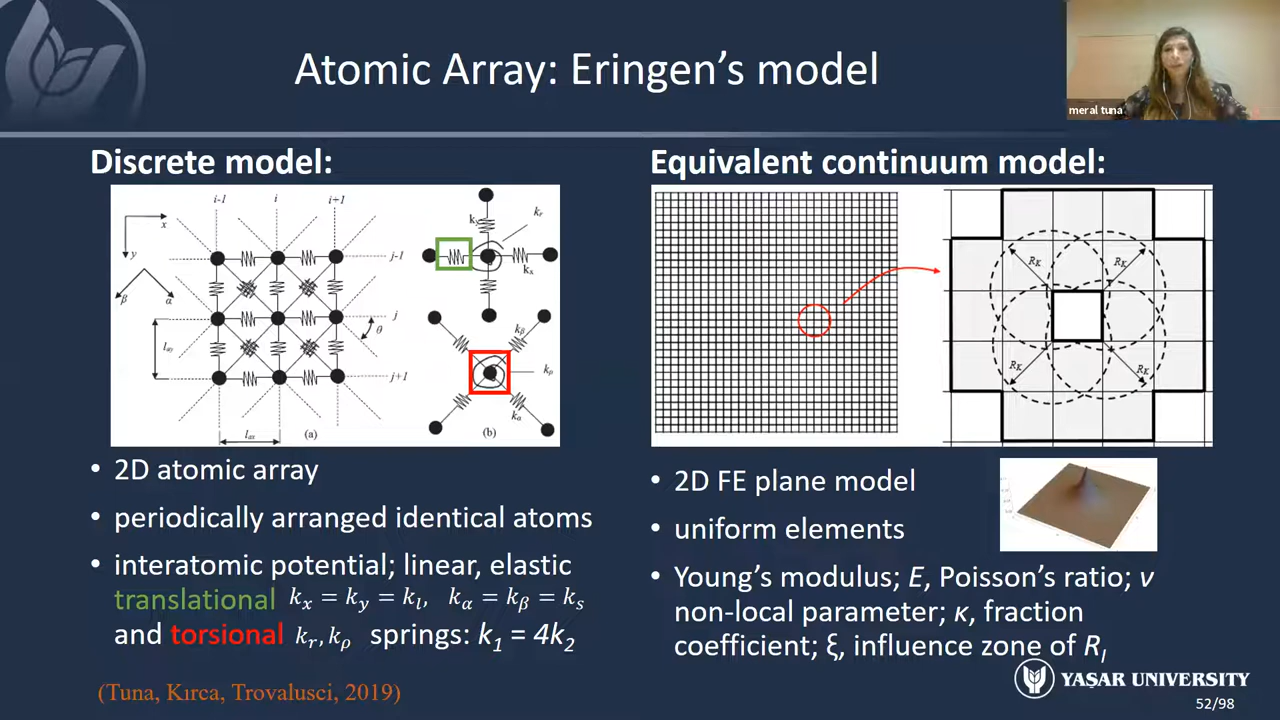 Atomic Array: Eringen's model
meral tuna
Discrete model:
i-1 i i+1
x
y
β α
j-1
j
θ
j+1
l_ay
l_ax
(a)
k_y k_r
k_x
k_β
k_ρ
k_α
(b)
• 2D atomic array
• periodically arranged identical atoms
• interatomic potential; linear, elastic
translational k_x = k_y = k_l, k_α = k_β = k_s
and torsional k_r, k_ρ springs: k_1 = 4k_2
(Tuna, Kırca, Trovalusci, 2019)
Equivalent continuum model:
R_K R_K
R_K R_K
• 2D FE plane model
• uniform elements
• Young's modulus; E, Poisson's ratio; ν
non-local parameter; κ, fraction
coefficient; ξ, influence zone of R_l
YAŞAR UNIVERSITY
52/98